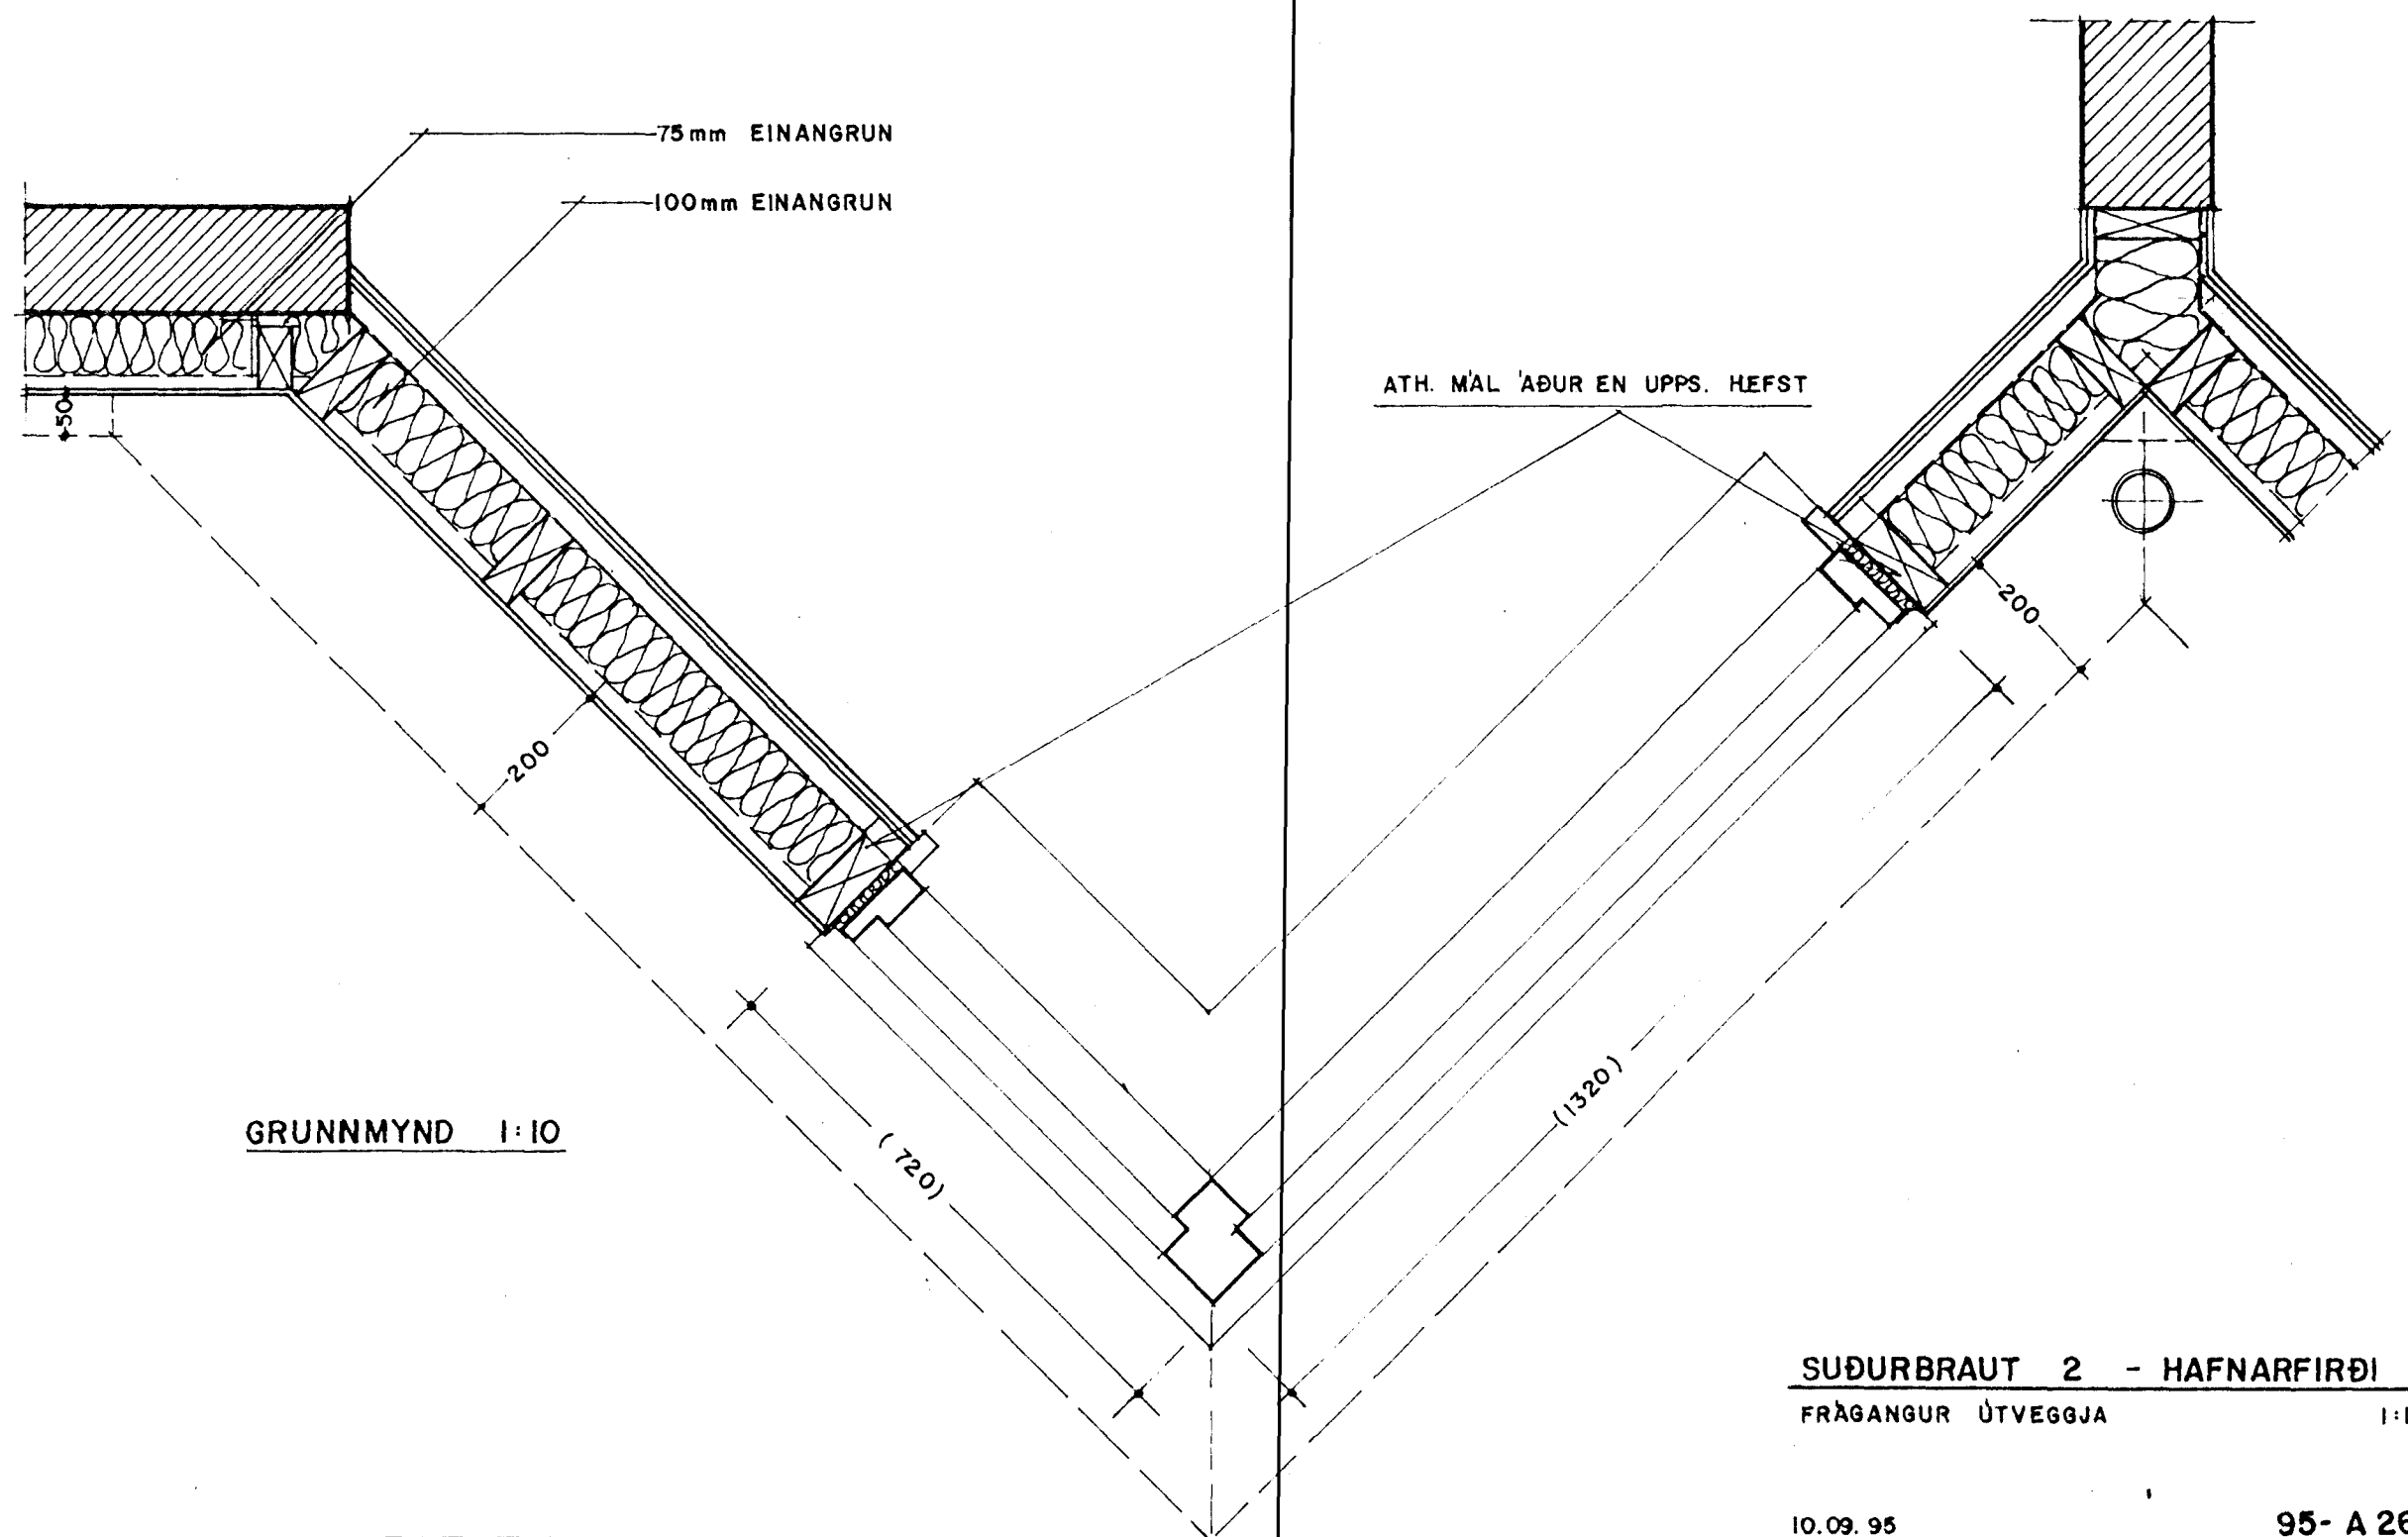 75mm EINANGRUN
100mm EINANGRUN
ATH. MÁL ÁÐUR EN UPPS. HEFST
50
200
200
(1320)
(720)
GRUNNMYND 1:10
SUÐURBRAUT 2 - HAFNARFIRÐI
FRÁGANGUR ÚTVEGGJA
10.09.95
95- A